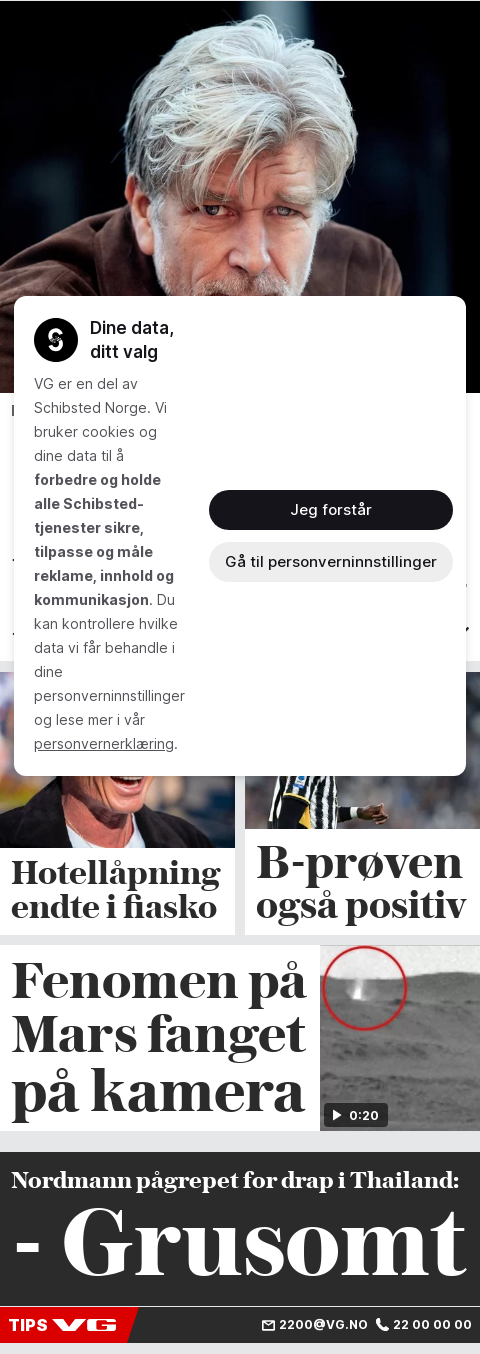 Dine data,
ditt valg
VG er en del av
Schibsted Norge. Vi
bruker cookies og
dine data til å
forbedre og holde
alle Schibsted-
tjenester sikre,
tilpasse og måle
reklame, innhold og
kommunikasjon. Du
kan kontrollere hvilke
data vi får behandle i
dine
personverninnstillinger
og lese mer i vår
personvernerklæring.
Jeg forstår
Gå til personverninnstillinger
Hotellåpning
endte i fiasko
B-prøven
også positiv
Fenomen på
Mars fanget
på kamera
0:20
Nordmann pågrepet for drap i Thailand:
- Grusomt
TIPS VG
2200@VG.NO 22 00 00 00